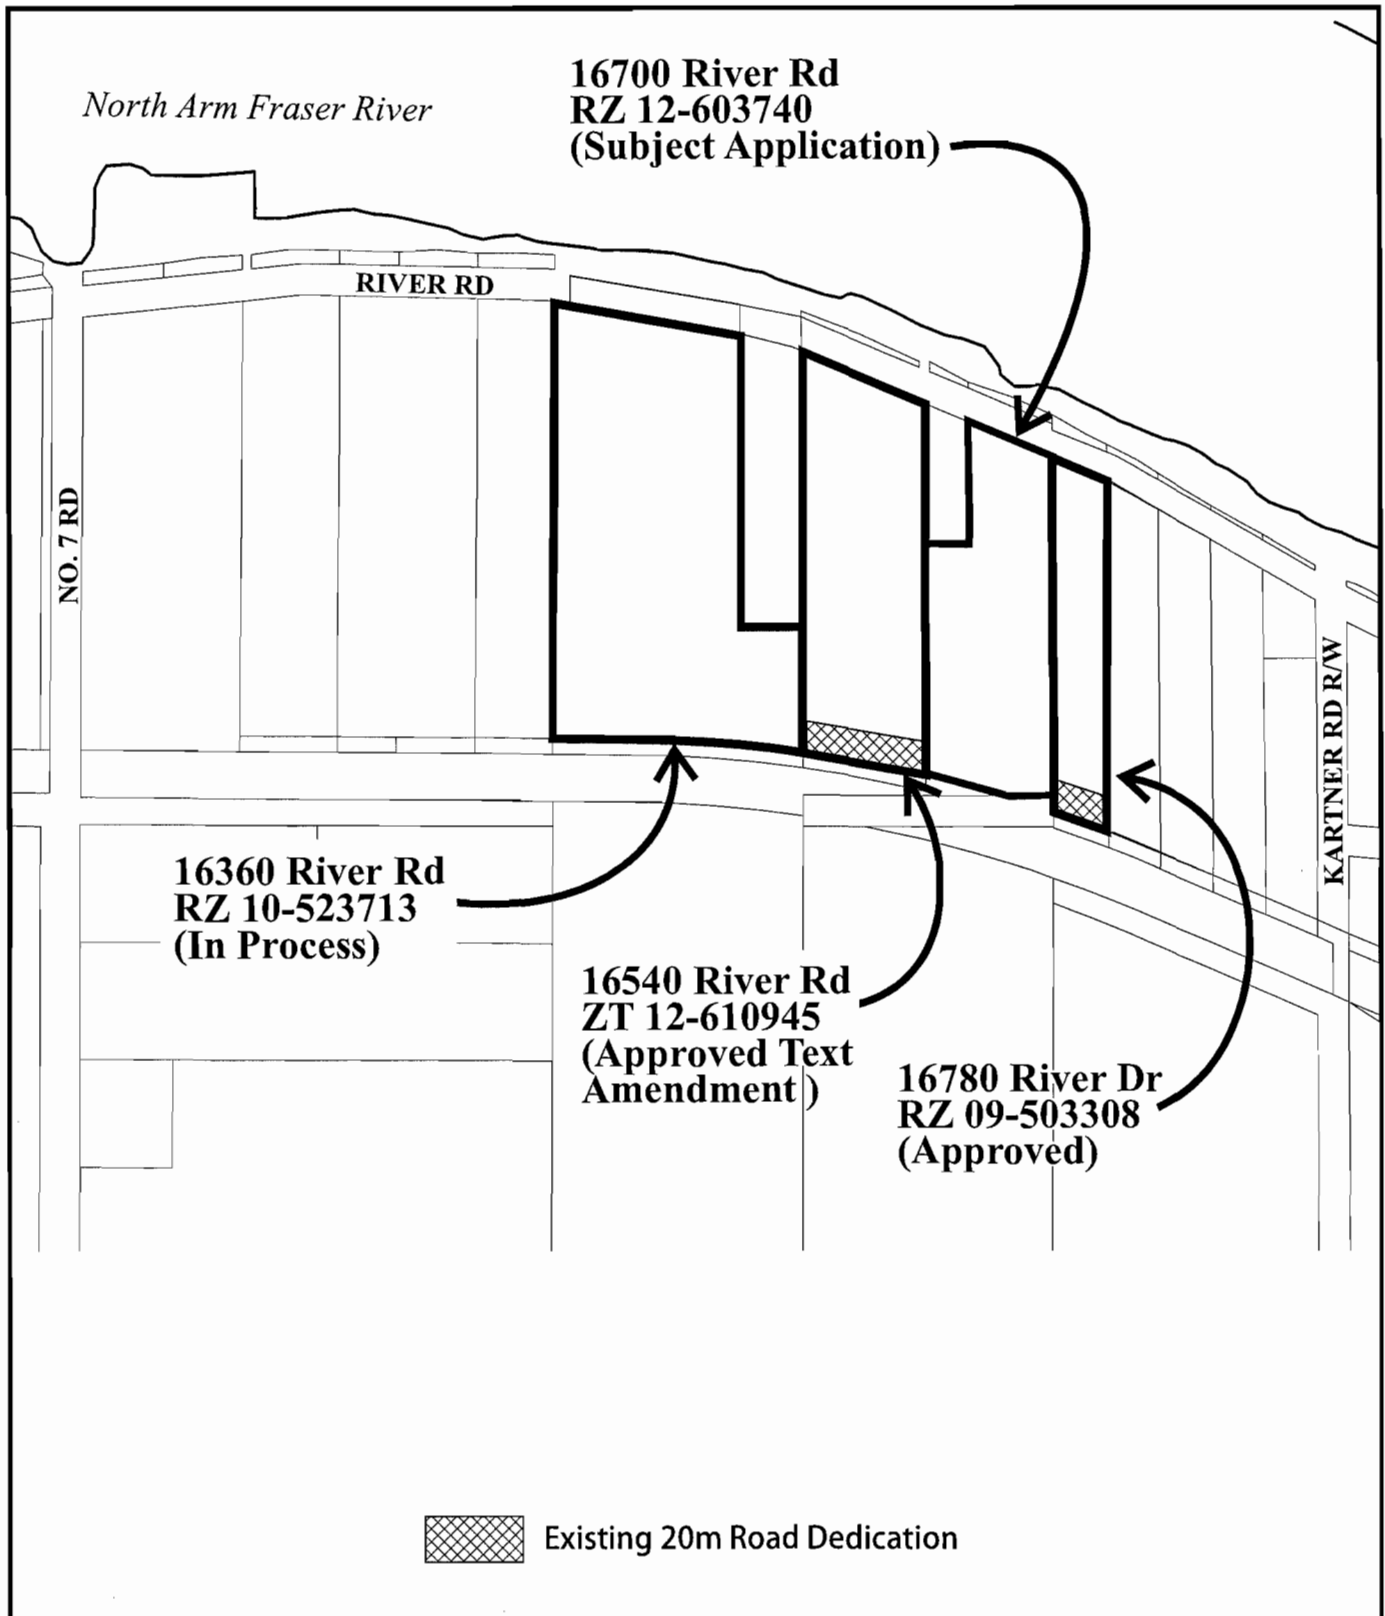 16700 River Rd
RZ 12-603740
(Subject Application)
North Arm Fraser River
RIVER RD
NO. 7 RD
KARTNER RD R/W
16360 River Rd
RZ 10-523713
(In Process)
16540 River Rd
ZT 12-610945
(Approved Text
Amendment )
16780 River Dr
RZ 09-503308
(Approved)
Existing 20m Road Dedication